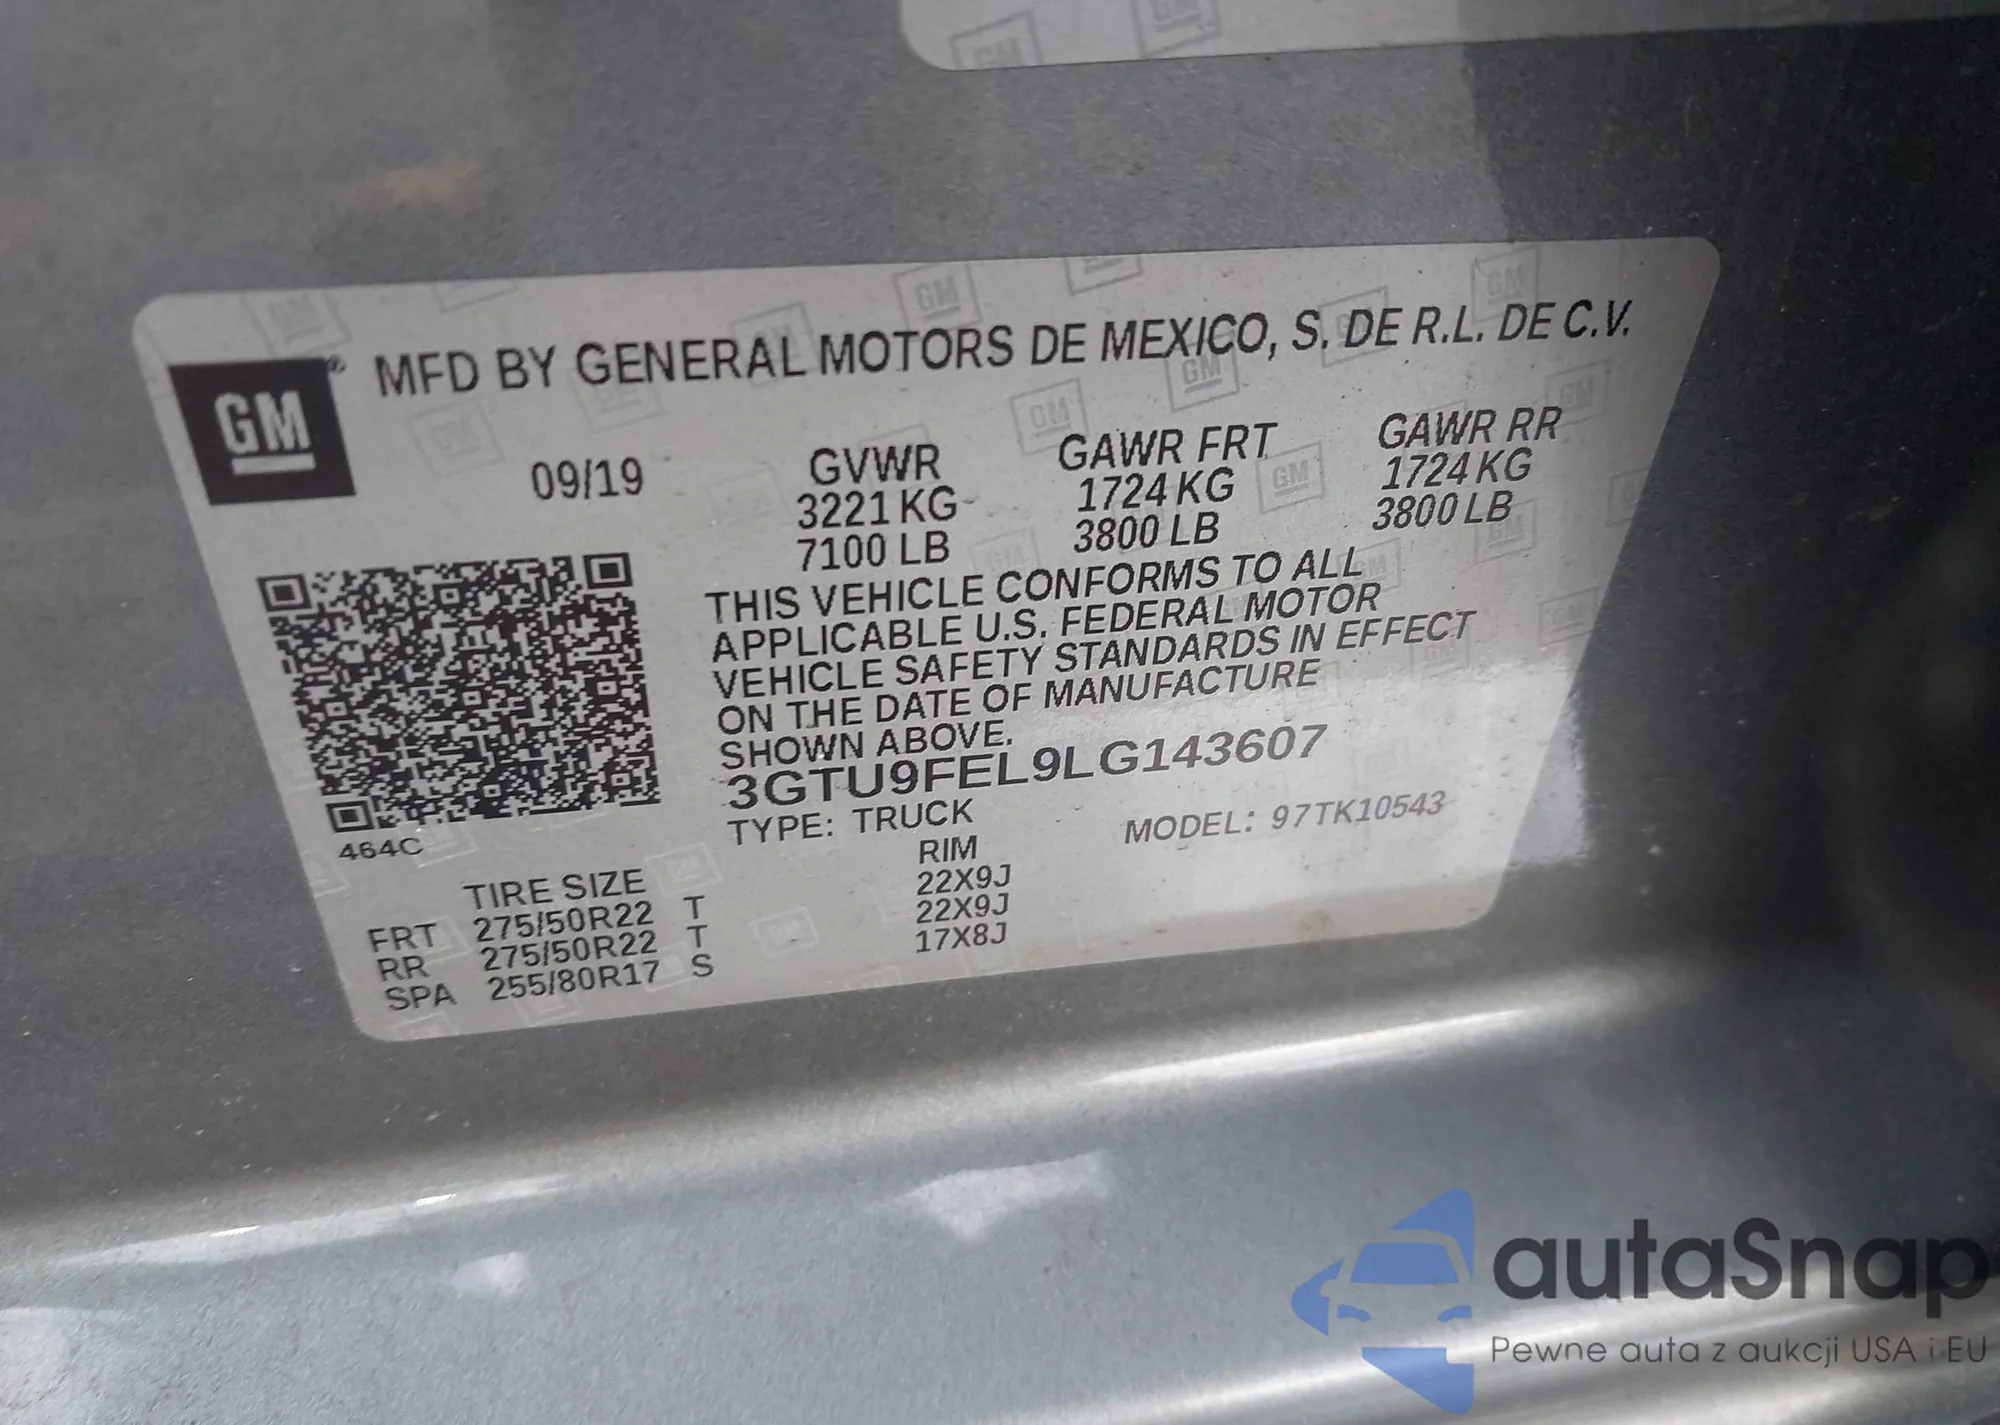 GM
® MFD BY GENERAL MOTORS DE MEXICO, S. DE R.L. DE C.V.
09/19
GVWR
3221 KG
7100 LB
GAWR FRT
1724 KG
3800 LB
GAWR RR
1724 KG
3800 LB
THIS VEHICLE CONFORMS TO ALL
APPLICABLE U.S. FEDERAL MOTOR
VEHICLE SAFETY STANDARDS IN EFFECT
ON THE DATE OF MANUFACTURE
SHOWN ABOVE.
3GTU9FEL9LG143607
TYPE: TRUCK
MODEL: 97TK10543
464C
TIRE SIZE RIM
FRT 275/50R22 T 22X9J
RR 275/50R22 T 22X9J
SPA 255/80R17 S 17X8J
autaSnap
Pewne auta z aukcji USA i EU